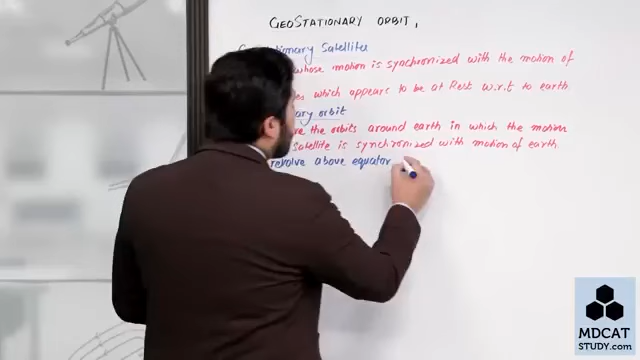 GEOSTATIONARY ORBIT,
Satellite
whose motion is synchronized with the motion of
which appears to be at Rest w.r.t to earth.
orbit
the orbits around earth in which the motion
satellite is synchronized with motion of earth.
revolve above equator
MDCAT
STUDY.com